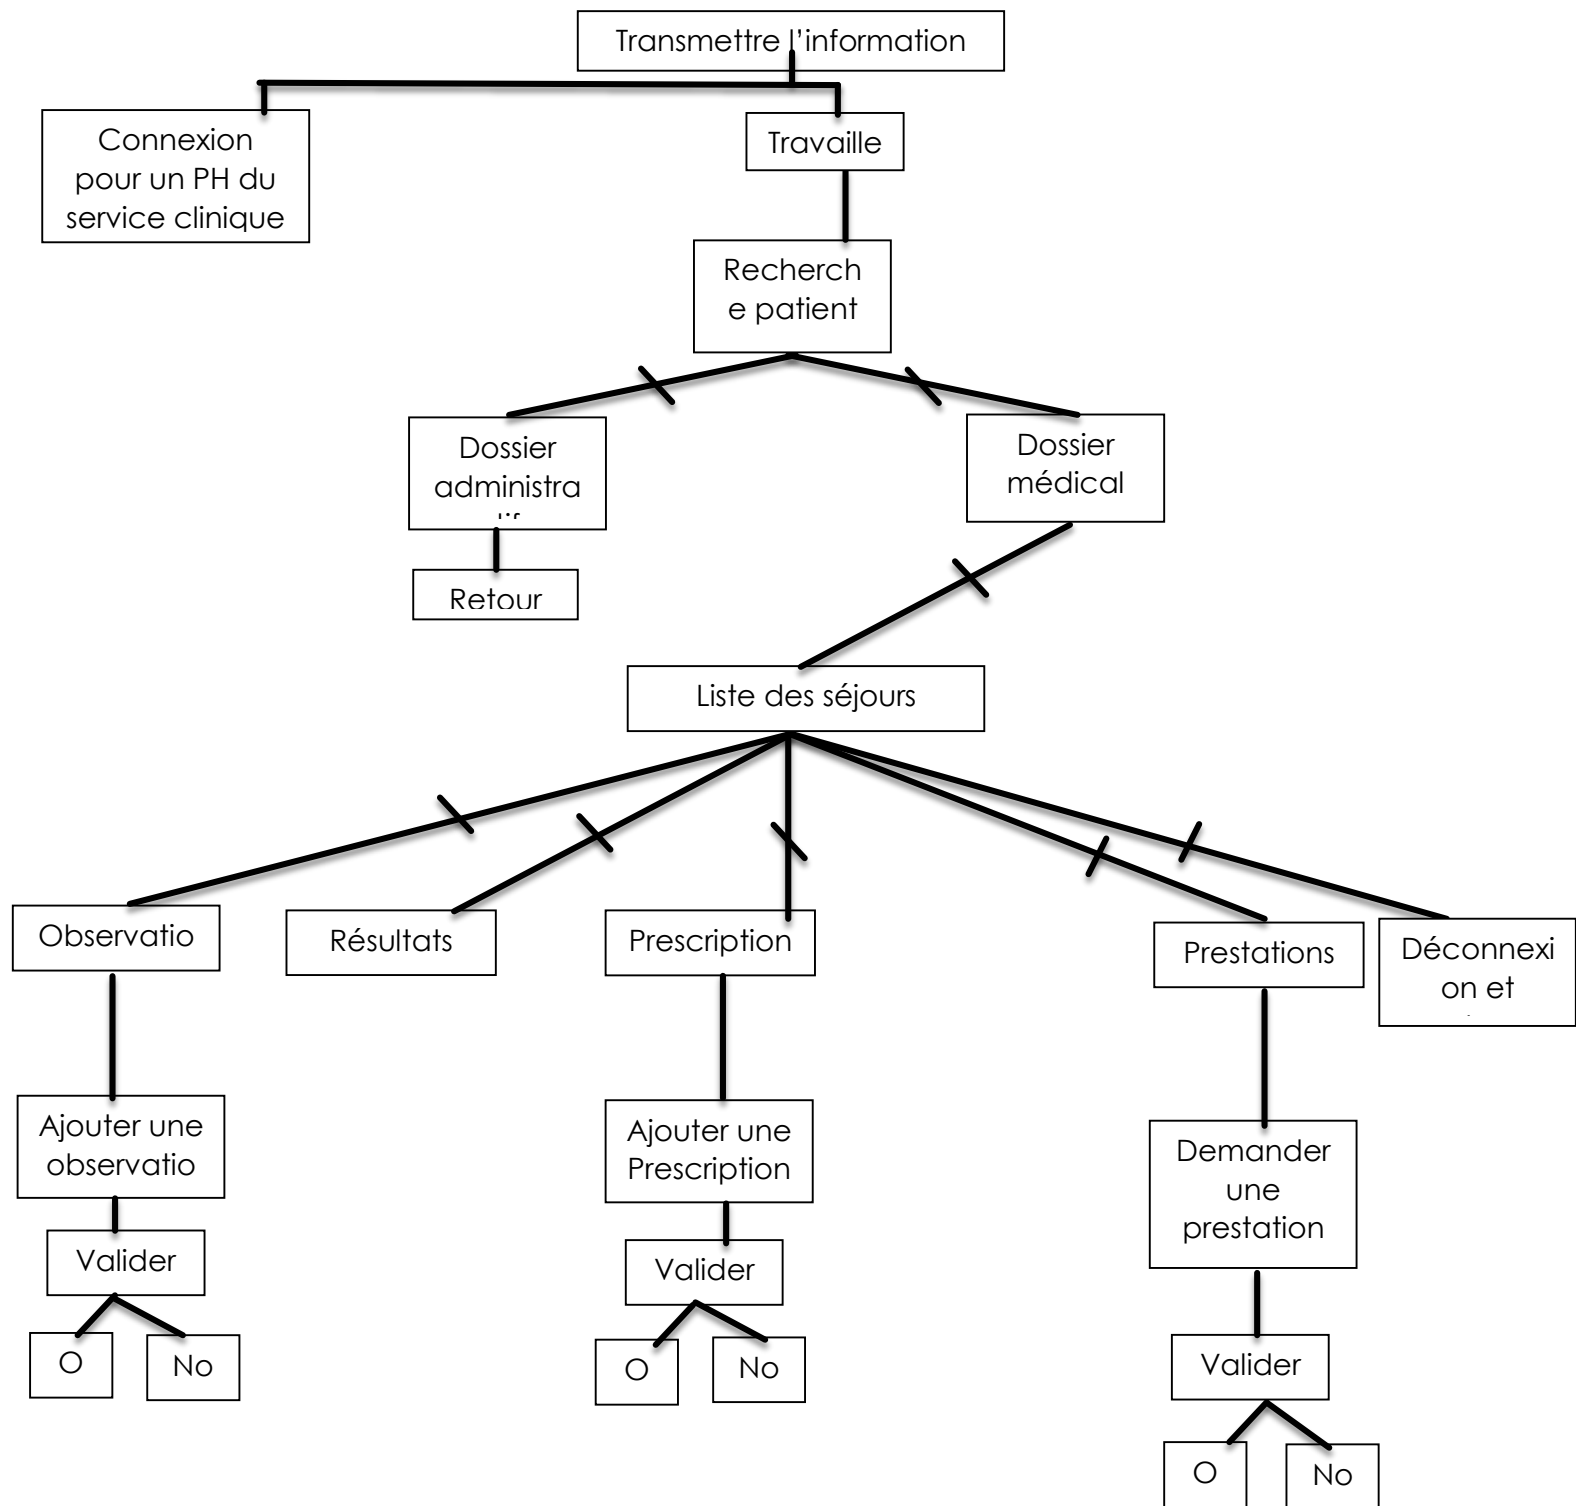 Transmettre l'information
Connexion
pour un PH du
service clinique
Travaille
Recherch
e patient
Dossier
administra
tif
Dossier
médical
Retour
Liste des séjours
Observatio
Résultats
Prescription
Prestations
Déconnexi
on et
Ajouter une
observatio
Ajouter une
Prescription
Demander
une
prestation
Valider
Valider
Valider
O
No
O
No
O
No